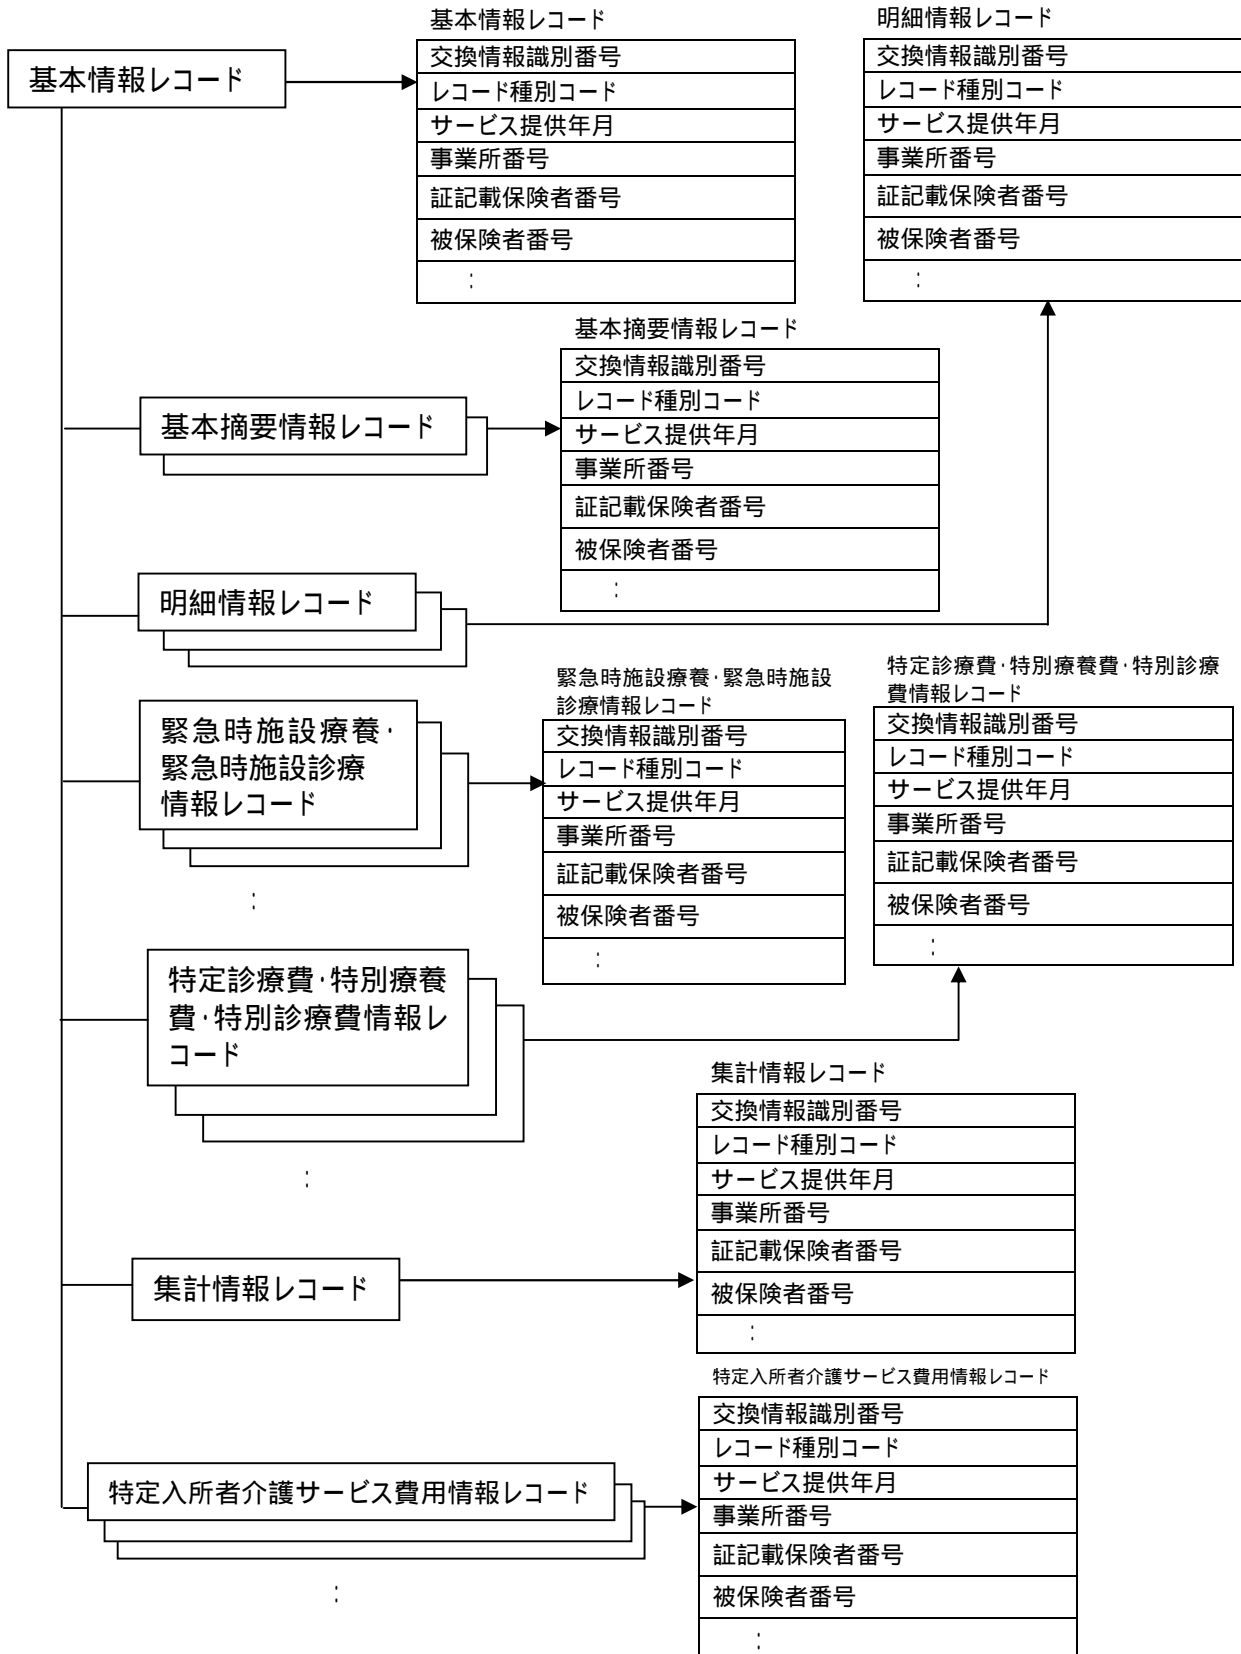 基本情報レコード
基本情報レコード
交換情報識別番号
レコード種別コード
サービス提供年月
事業所番号
証記載保険者番号
被保険者番号
:
明細情報レコード
交換情報識別番号
レコード種別コード
サービス提供年月
事業所番号
証記載保険者番号
被保険者番号
:
基本摘要情報レコード
基本摘要情報レコード
交換情報識別番号
レコード種別コード
サービス提供年月
事業所番号
証記載保険者番号
被保険者番号
:
明細情報レコード
緊急時施設療養・
緊急時施設診療
情報レコード
:
緊急時施設療養・緊急時施設
診療情報レコード
交換情報識別番号
レコード種別コード
サービス提供年月
事業所番号
証記載保険者番号
被保険者番号
:
特定診療費・特別療養費・特別診療
費情報レコード
交換情報識別番号
レコード種別コード
サービス提供年月
事業所番号
証記載保険者番号
被保険者番号
:
特定診療費・特別療養
費・特別診療費情報レ
コード
:
集計情報レコード
集計情報レコード
交換情報識別番号
レコード種別コード
サービス提供年月
事業所番号
証記載保険者番号
被保険者番号
:
特定入所者介護サービス費用情報レコード
:
特定入所者介護サービス費用情報レコード
交換情報識別番号
レコード種別コード
サービス提供年月
事業所番号
証記載保険者番号
被保険者番号
: